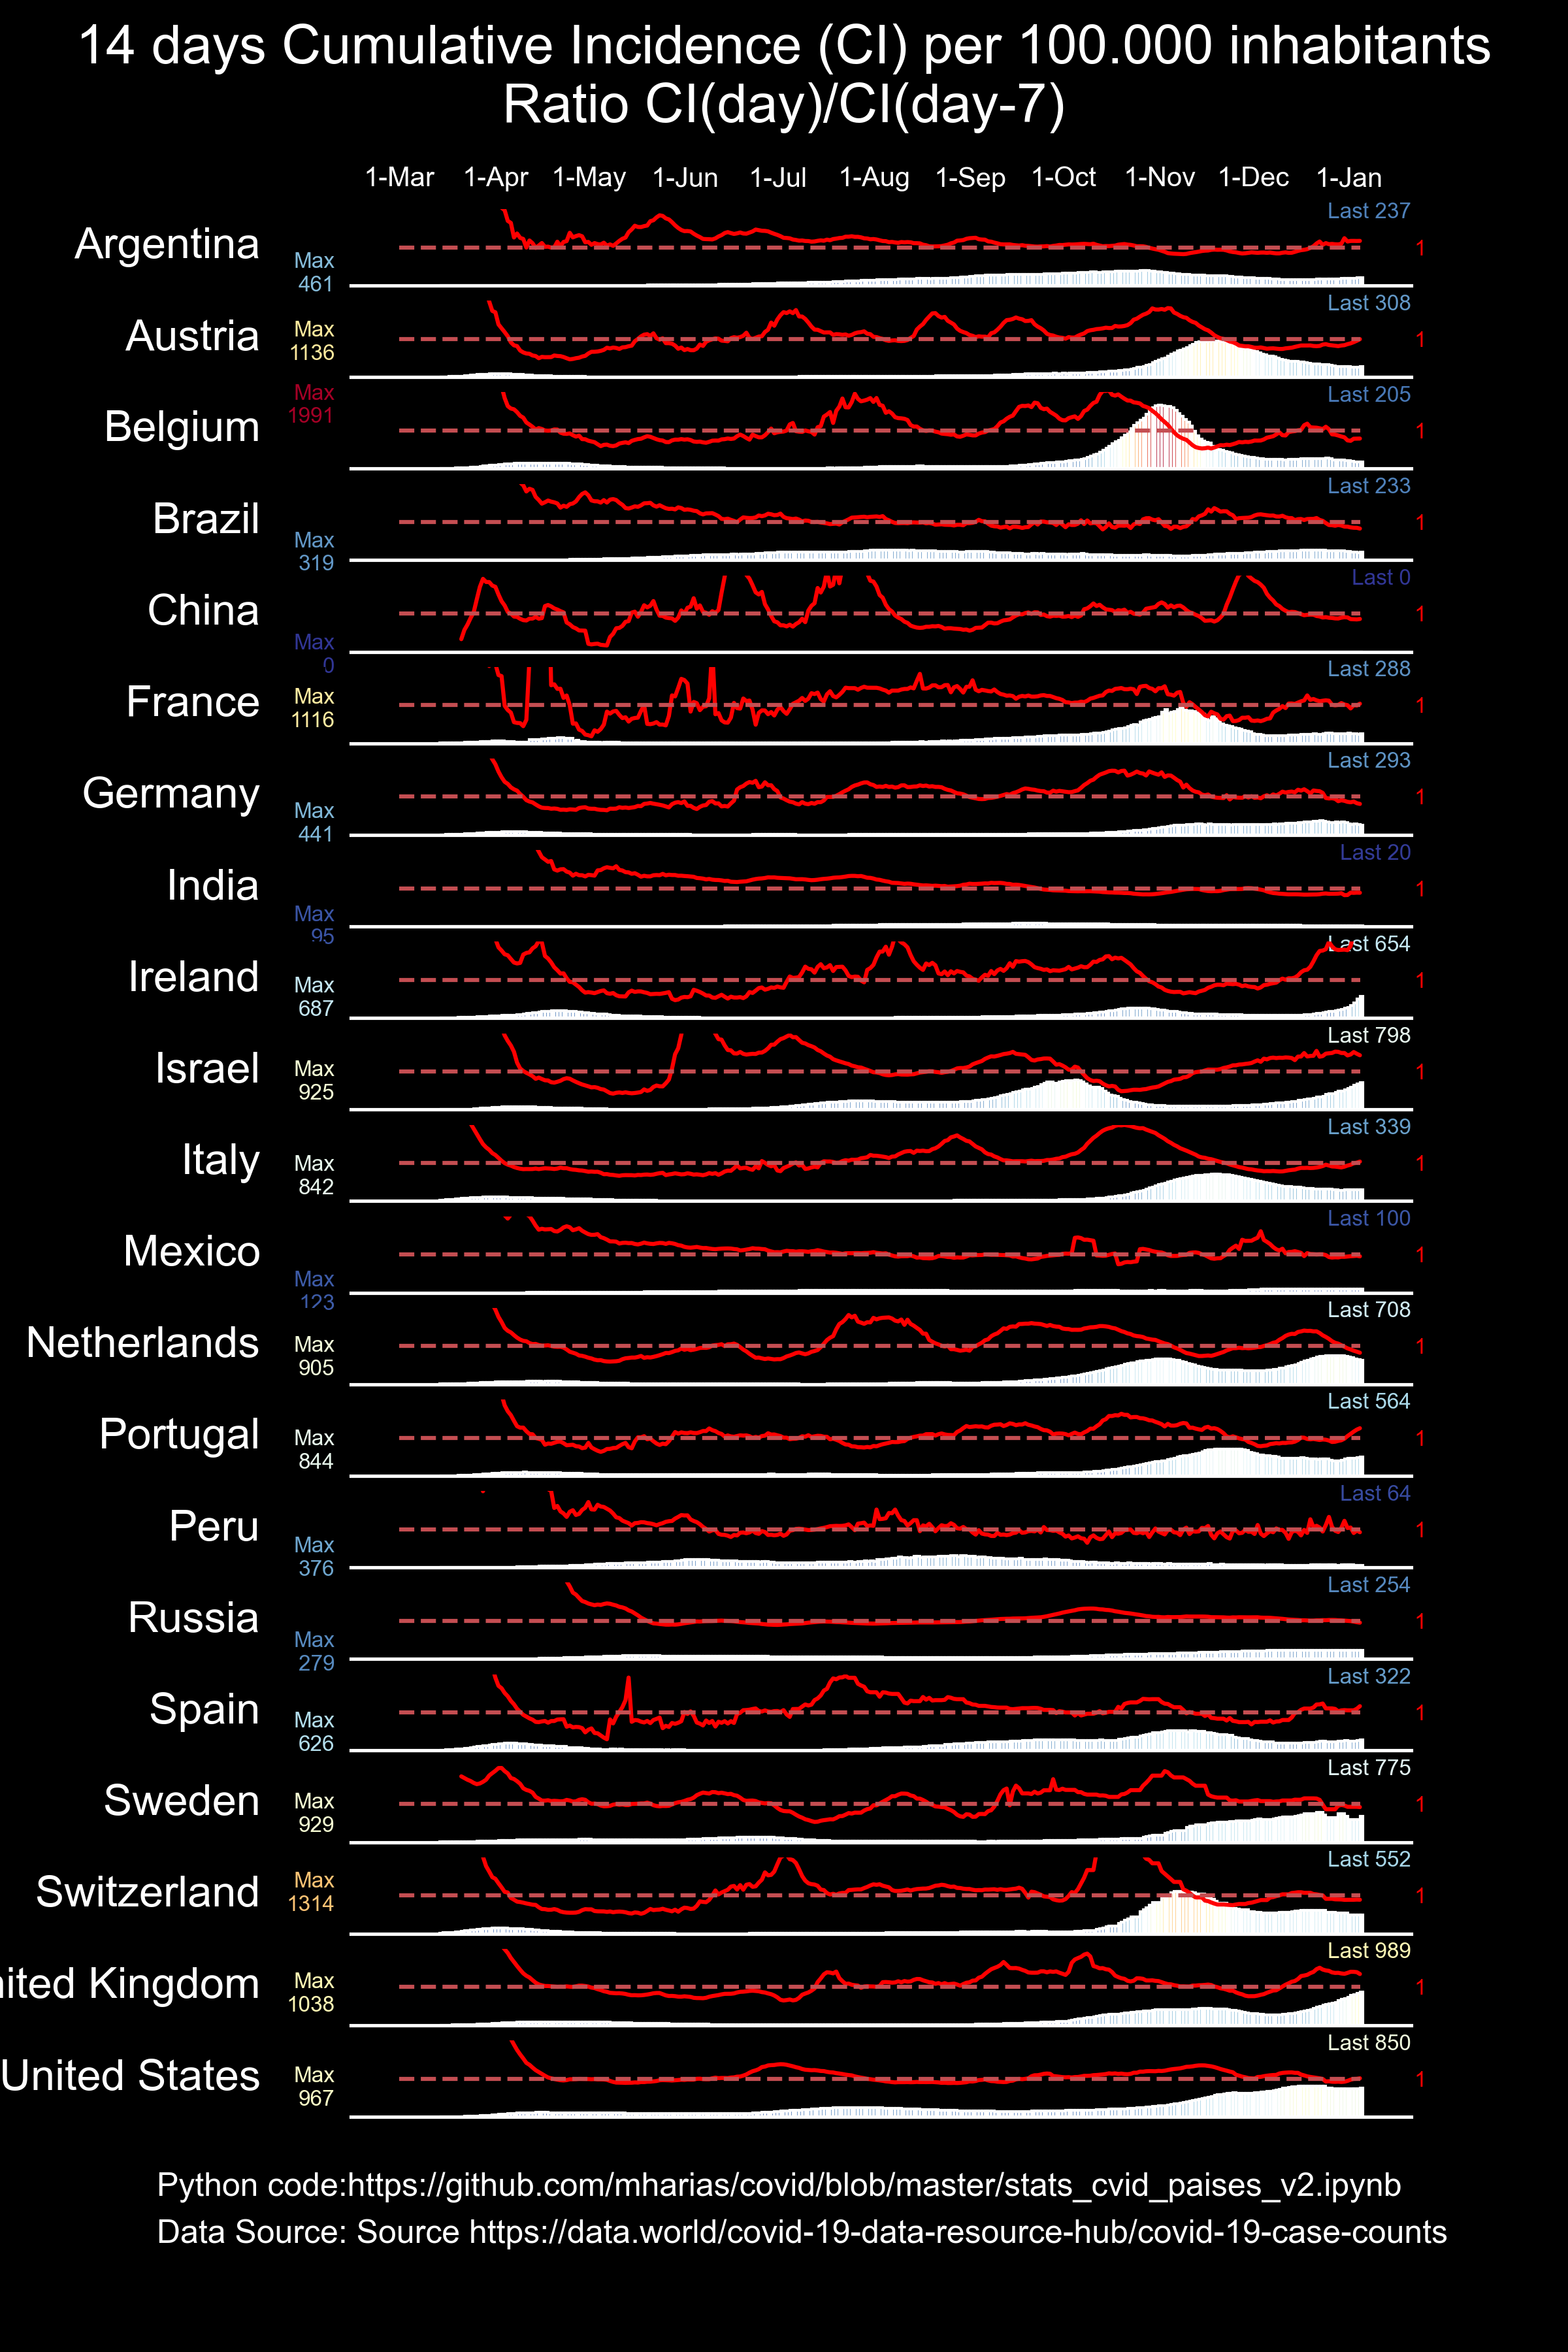 14 days Cumulative Incidence (CI) per 100.000 inhabitants
Ratio CI(day)/CI(day-7)
1-Mar 1-Apr 1-May 1-Jun 1-Jul 1-Aug 1-Sep 1-Oct 1-Nov 1-Dec 1-Jan
Argentina Max 461 Last 237 1
Austria Max 1136 Last 308 1
Belgium Max 1991 Last 205 1
Brazil Max 319 Last 233 1
China Max 0 Last 0 1
France Max 1116 Last 288 1
Germany Max 441 Last 293 1
India Max 95 Last 20 1
Ireland Max 687 Last 654 1
Israel Max 925 Last 798 1
Italy Max 842 Last 339 1
Mexico Max 123 Last 100 1
Netherlands Max 905 Last 708 1
Portugal Max 844 Last 564 1
Peru Max 376 Last 64 1
Russia Max 279 Last 254 1
Spain Max 626 Last 322 1
Sweden Max 929 Last 775 1
Switzerland Max 1314 Last 552 1
nited Kingdom Max 1038 Last 989 1
United States Max 967 Last 850 1
Python code:https://github.com/mharias/covid/blob/master/stats_cvid_paises_v2.ipynb
Data Source: Source https://data.world/covid-19-data-resource-hub/covid-19-case-counts